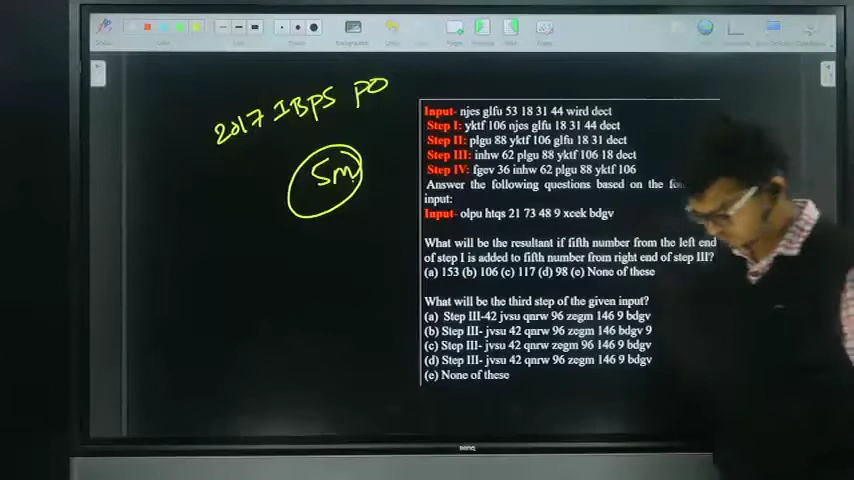 2017 IBPS PO
5m
Input- njes glfu 53 18 31 44 wird dect
Step I: yktf 106 njes glfu 18 31 44 dect
Step II: plgu 88 yktf 106 glfu 18 31 dect
Step III: inhw 62 plgu 88 yktf 106 18 dect
Step IV: fgev 36 inhw 62 plgu 88 yktf 106
Answer the following questions based on the
input:
Input- olpu htqs 21 73 48 9 xcek bdgv
What will be the resultant if fifth number from the left end
of step I is added to fifth number from right end of step III?
(a) 153 (b) 106 (c) 117 (d) 98 (e) None of these
What will be the third step of the given input?
(a) Step III-42 jvsu qnrw 96 zegm 146 9 bdgv
(b) Step III- jvsu 42 qnrw 96 zegm 146 bdgv 9
(c) Step III- jvsu 42 qnrw zegm 96 146 9 bdgv
(d) Step III- jvsu 42 qnrw 96 zegm 146 9 bdgv
(e) None of these